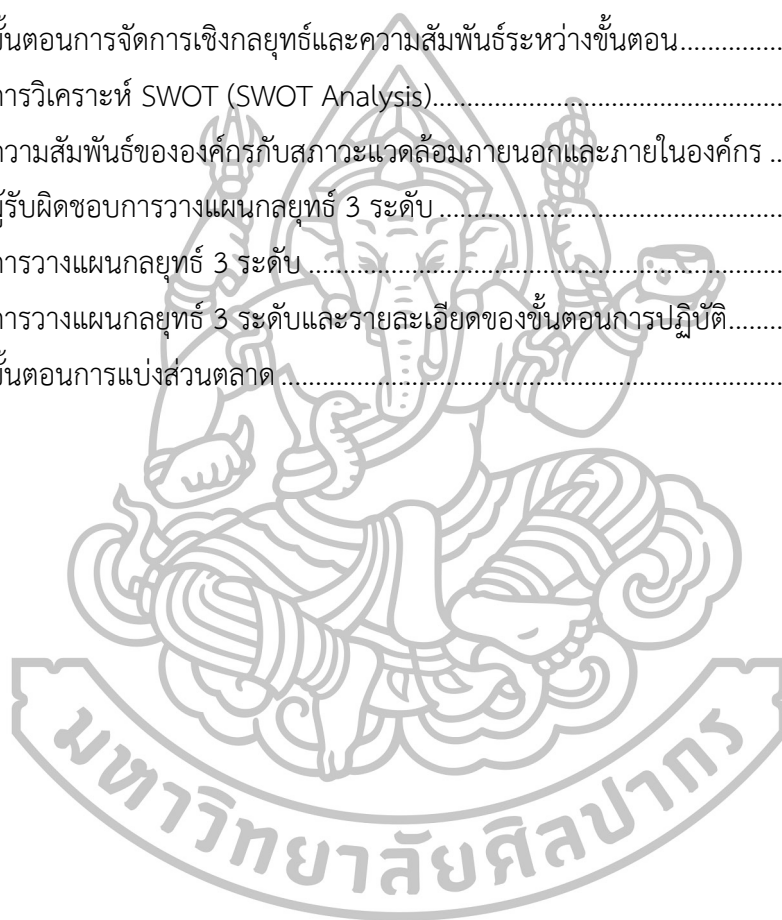 ขั้นตอนการจัดการเชิงกลยุทธ์และความสัมพันธ์ระหว่างขั้นตอน................
การวิเคราะห์ SWOT (SWOT Analysis)................................................
ความสัมพันธ์ขององค์กรกับสภาวะแวดล้อมภายนอกและภายในองค์กร ..
ผู้รับผิดชอบการวางแผนกลยุทธ์ 3 ระดับ ................................................
การวางแผนกลยุทธ์ 3 ระดับ ................................................................
การวางแผนกลยุทธ์ 3 ระดับและรายละเอียดของขั้นตอนการปฏิบัติ........
ขั้นตอนการแบ่งส่วนตลาด ................................................................
มหาวิทยาลัยศิลปากร